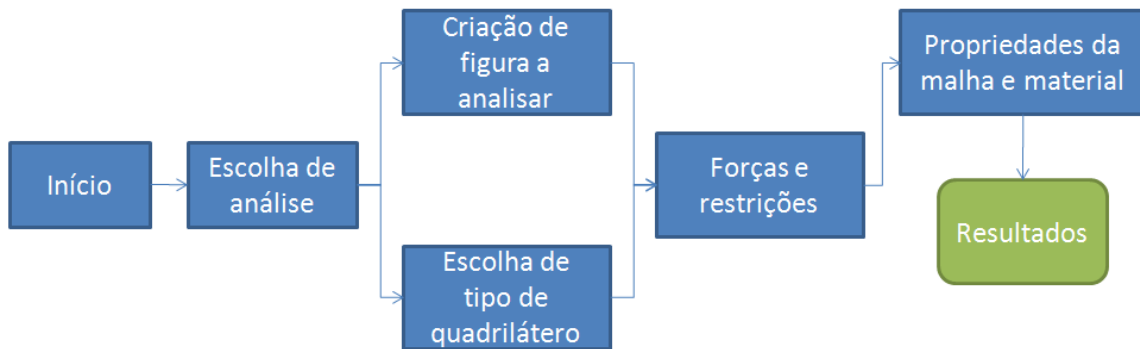 Início
Escolha de
análise
Criação de
figura a
analisar
Escolha de
tipo de
quadrilátero
Forças e
restrições
Propriedades da
malha e material
Resultados